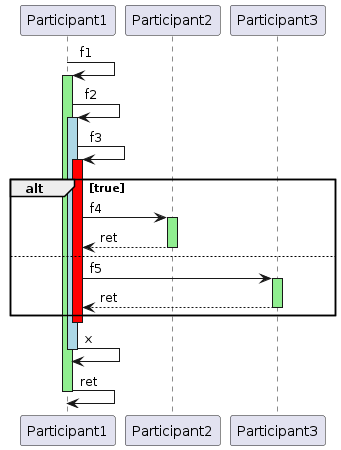 Participant1 Participant2 Participant3
f1
f2
f3
alt [true]
f4
ret
f5
ret
x
ret
Participant1 Participant2 Participant3